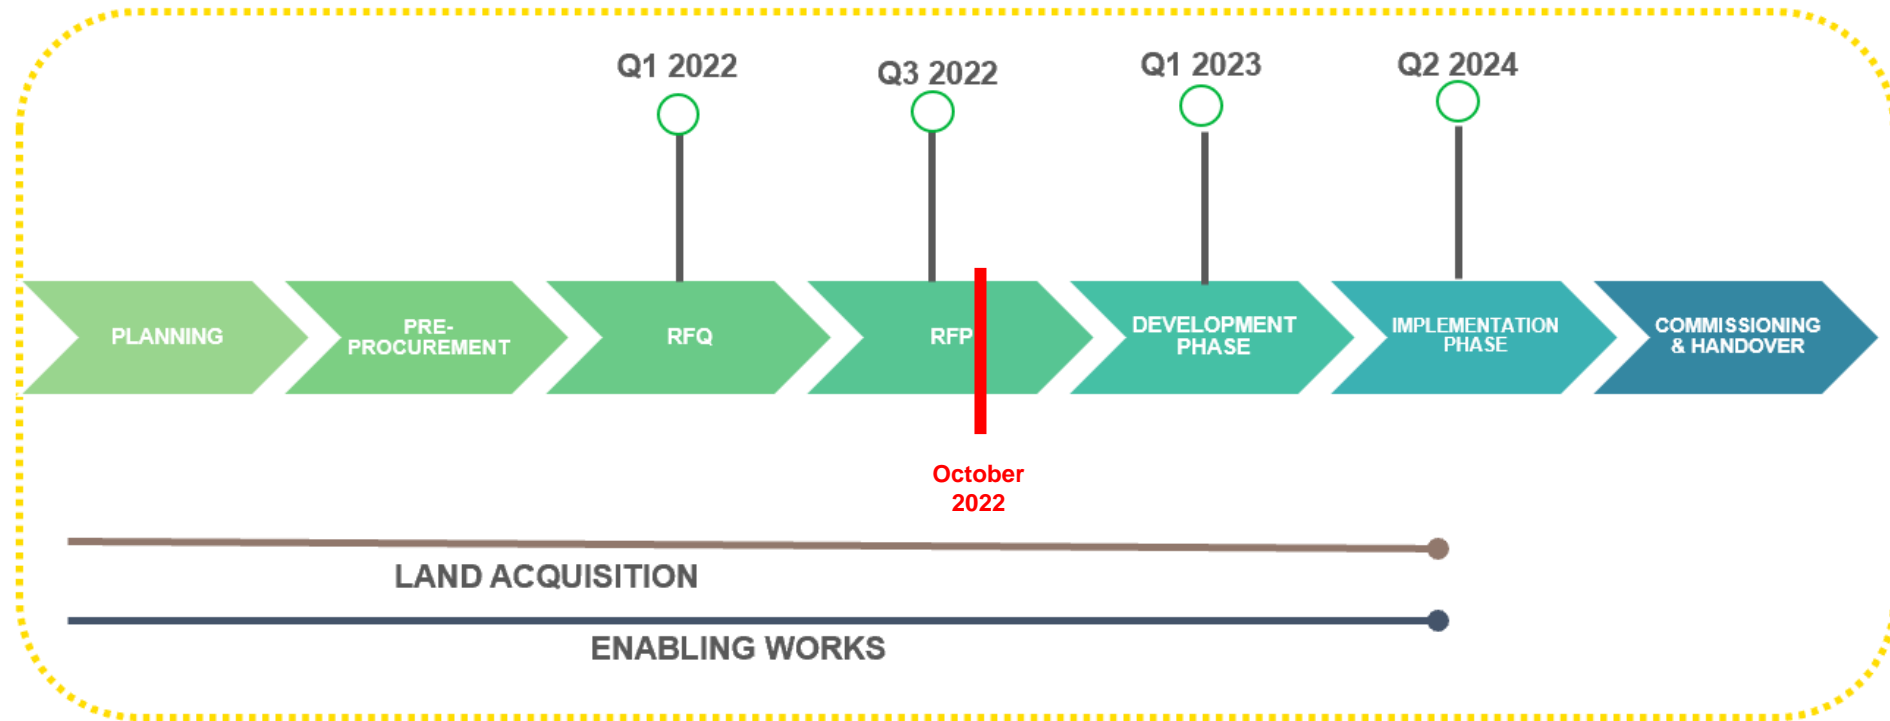 Q1 2022
Q3 2022
Q1 2023
Q2 2024
PLANNING
PRE-
PROCUREMENT
RFQ
RFP
DEVELOPMENT
PHASE
IMPLEMENTATION
PHASE
COMMISSIONING
& HANDOVER
October
2022
LAND ACQUISITION
ENABLING WORKS